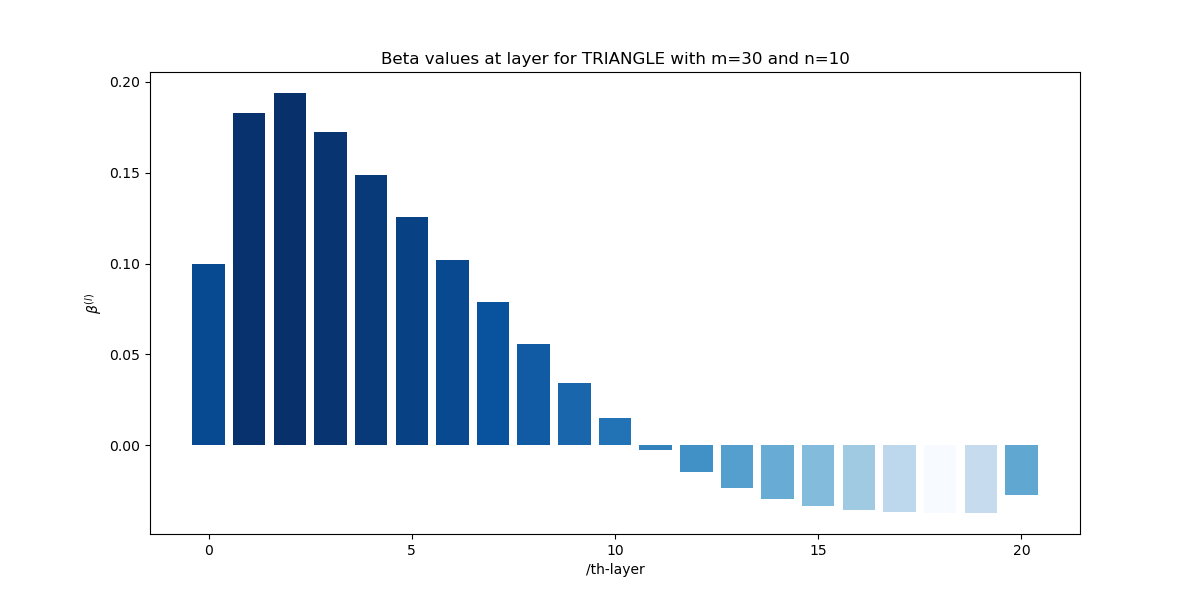 Beta values at layer for TRIANGLE with m=30 and n=10
0.20
0.15
0.10
0.05
0.00
β⁽ˡ⁾
0 5 10 15 20
/th-layer